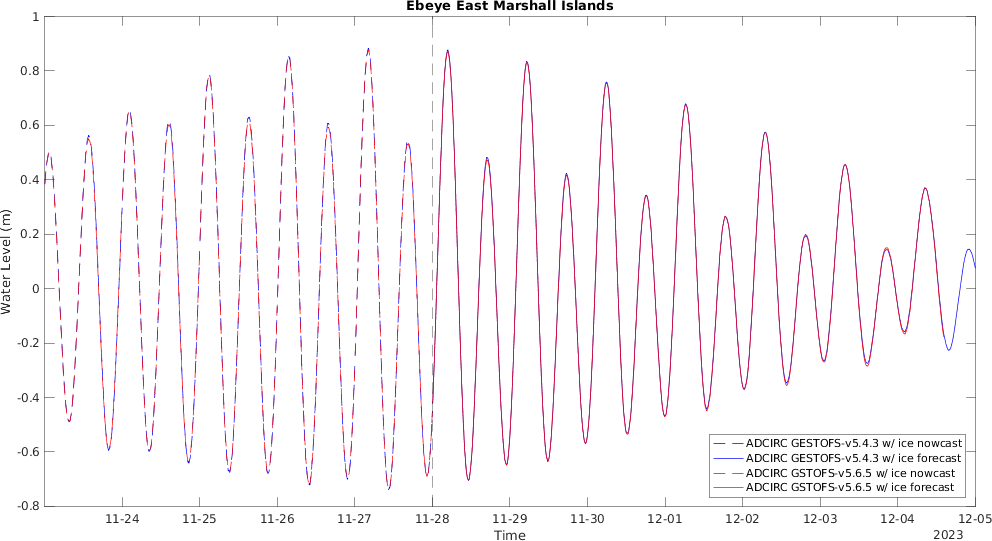 Ebeye East Marshall Islands
1
0.8
0.6
0.4
0.2
0
-0.2
-0.4
-0.6
-0.8
Water Level (m)
ADCIRC GESTOFS-v5.4.3 w/ ice nowcast
ADCIRC GESTOFS-v5.4.3 w/ ice forecast
ADCIRC GSTOFS-v5.6.5 w/ ice nowcast
ADCIRC GSTOFS-v5.6.5 w/ ice forecast
11-24 11-25 11-26 11-27 11-28 11-29 11-30 12-01 12-02 12-03 12-04 12-05
Time
2023